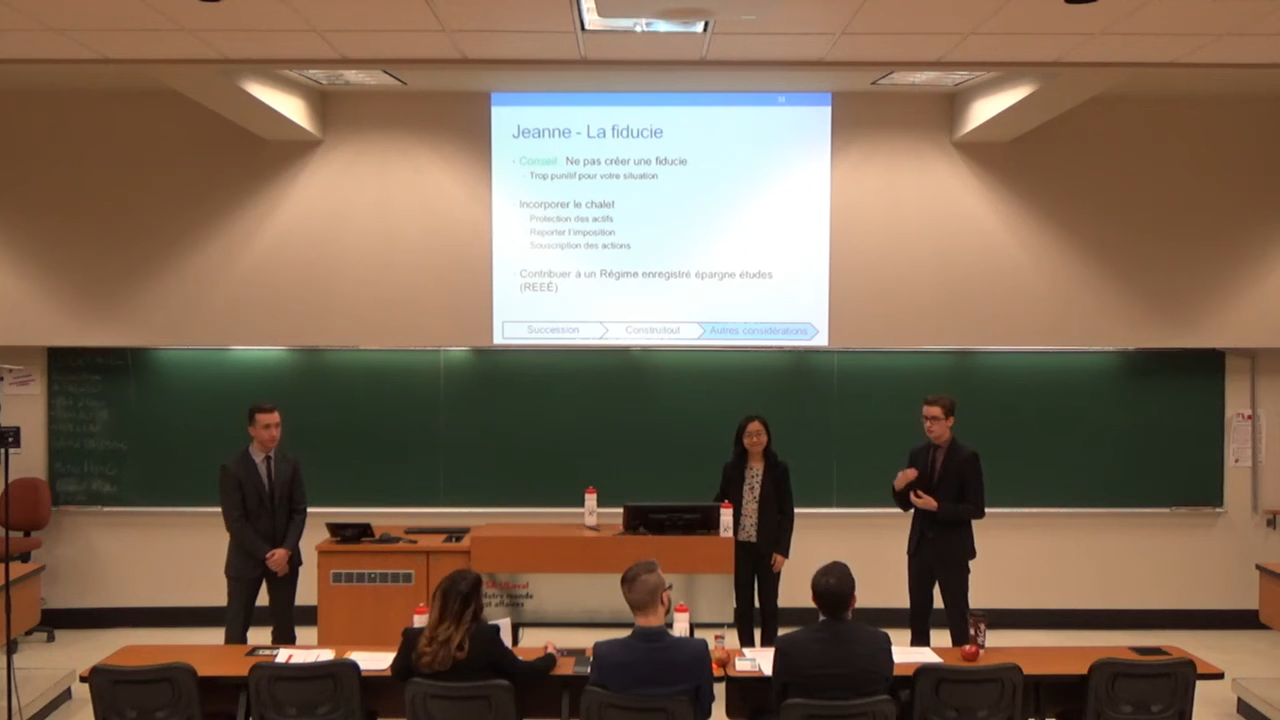 Jeanne - La fiducie
Conseil Ne pas créer une fiducie
Trop punitif pour votre situation
Incorporer le chalet
Protection des actifs
Reporter l'imposition
Souscription des actions
Contribuer à un Régime enregistré épargne études
(REEÉ)
Succession Construitout Autres considérations